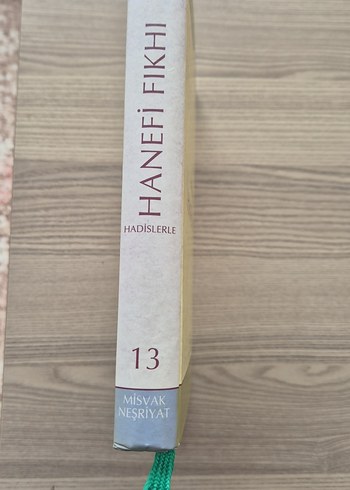 HADİSLERLE
HANEFİ FIKHI
13
MİSVAK
NEŞRİYAT